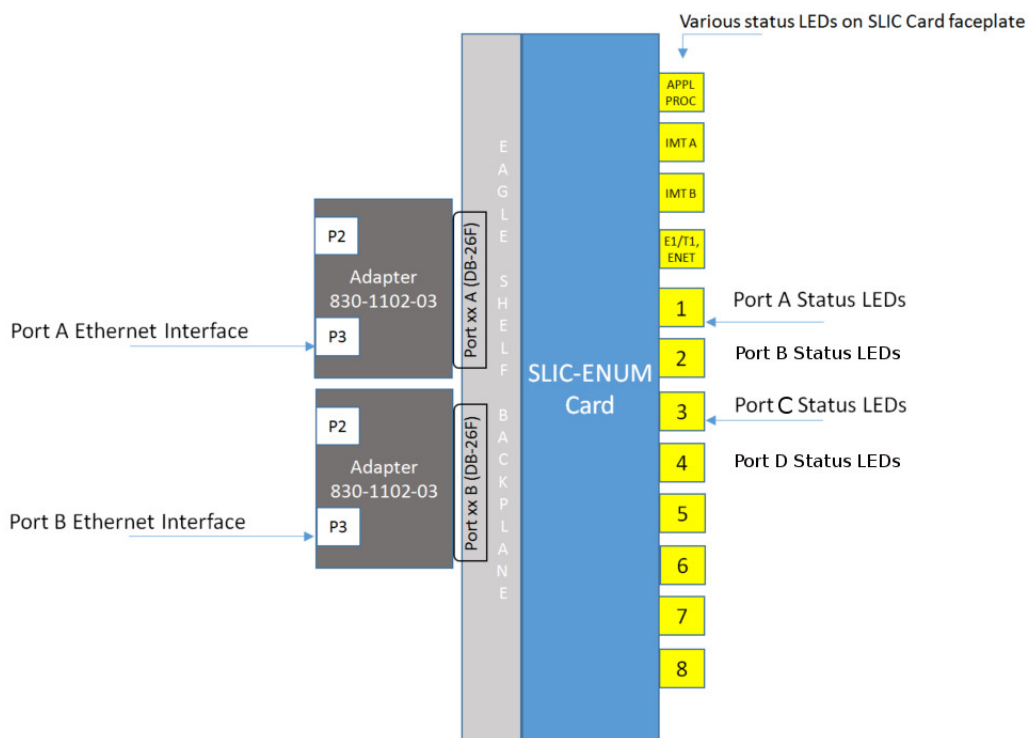 Various status LEDs on SLIC Card faceplate
APPL
PROC
IMT A
IMT B
E1/T1,
ENET
1
Port A Status LEDs
2
Port B Status LEDs
3
Port C Status LEDs
4
Port D Status LEDs
5
6
7
8
SLIC-ENUM
Card
EAGLE SHELF BACKPLANE
Port xx A (DB-26F)
P2
Adapter
830-1102-03
P3
Port A Ethernet Interface
Port xx B (DB-26F)
P2
Adapter
830-1102-03
P3
Port B Ethernet Interface